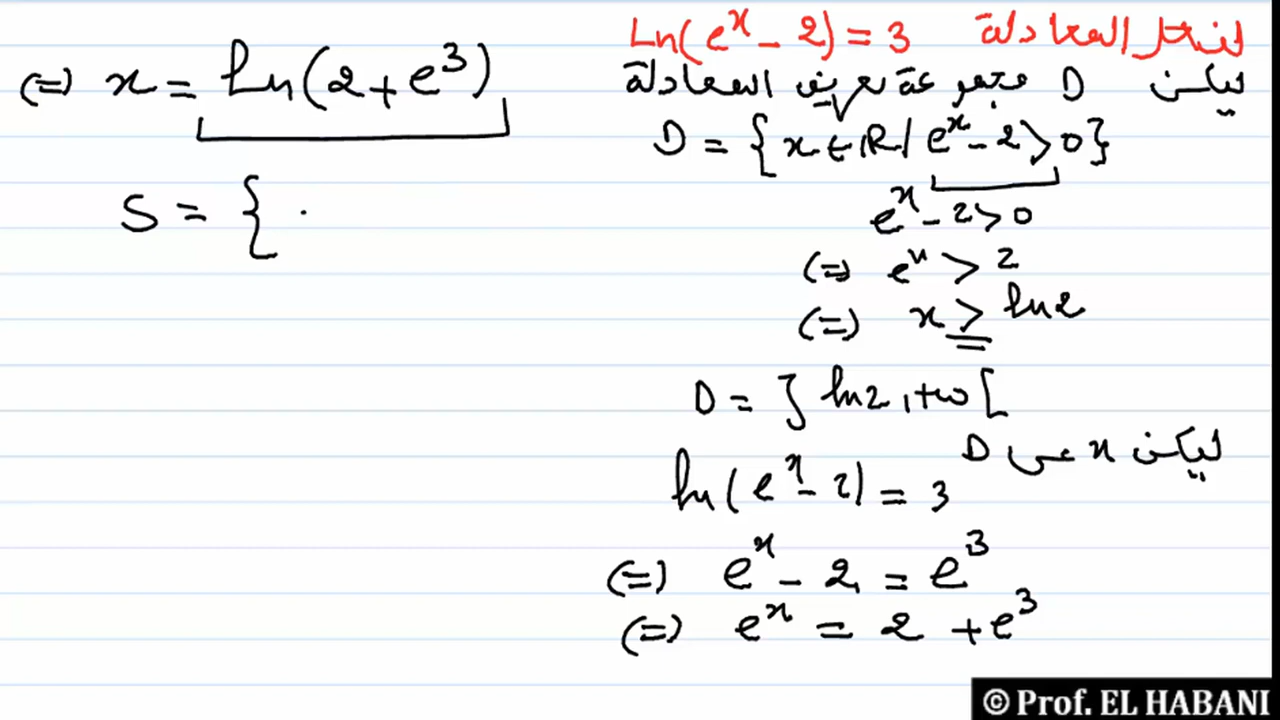 لنحل المعادلة Ln(e^x - 2) = 3
ليكن D مجموعة تعريف المعادلة
D = {x ∈ ℝ / e^x - 2 > 0}
e^x - 2 > 0
(=) e^x > 2
(=) x > ln2
D = ] ln2, +∞ [
ليكن x من D
ln(e^x - 2) = 3
(=) e^x - 2 = e^3
(=) e^x = 2 + e^3
(=) x = ln(2 + e^3)
S = { .
© Prof. EL HABANI